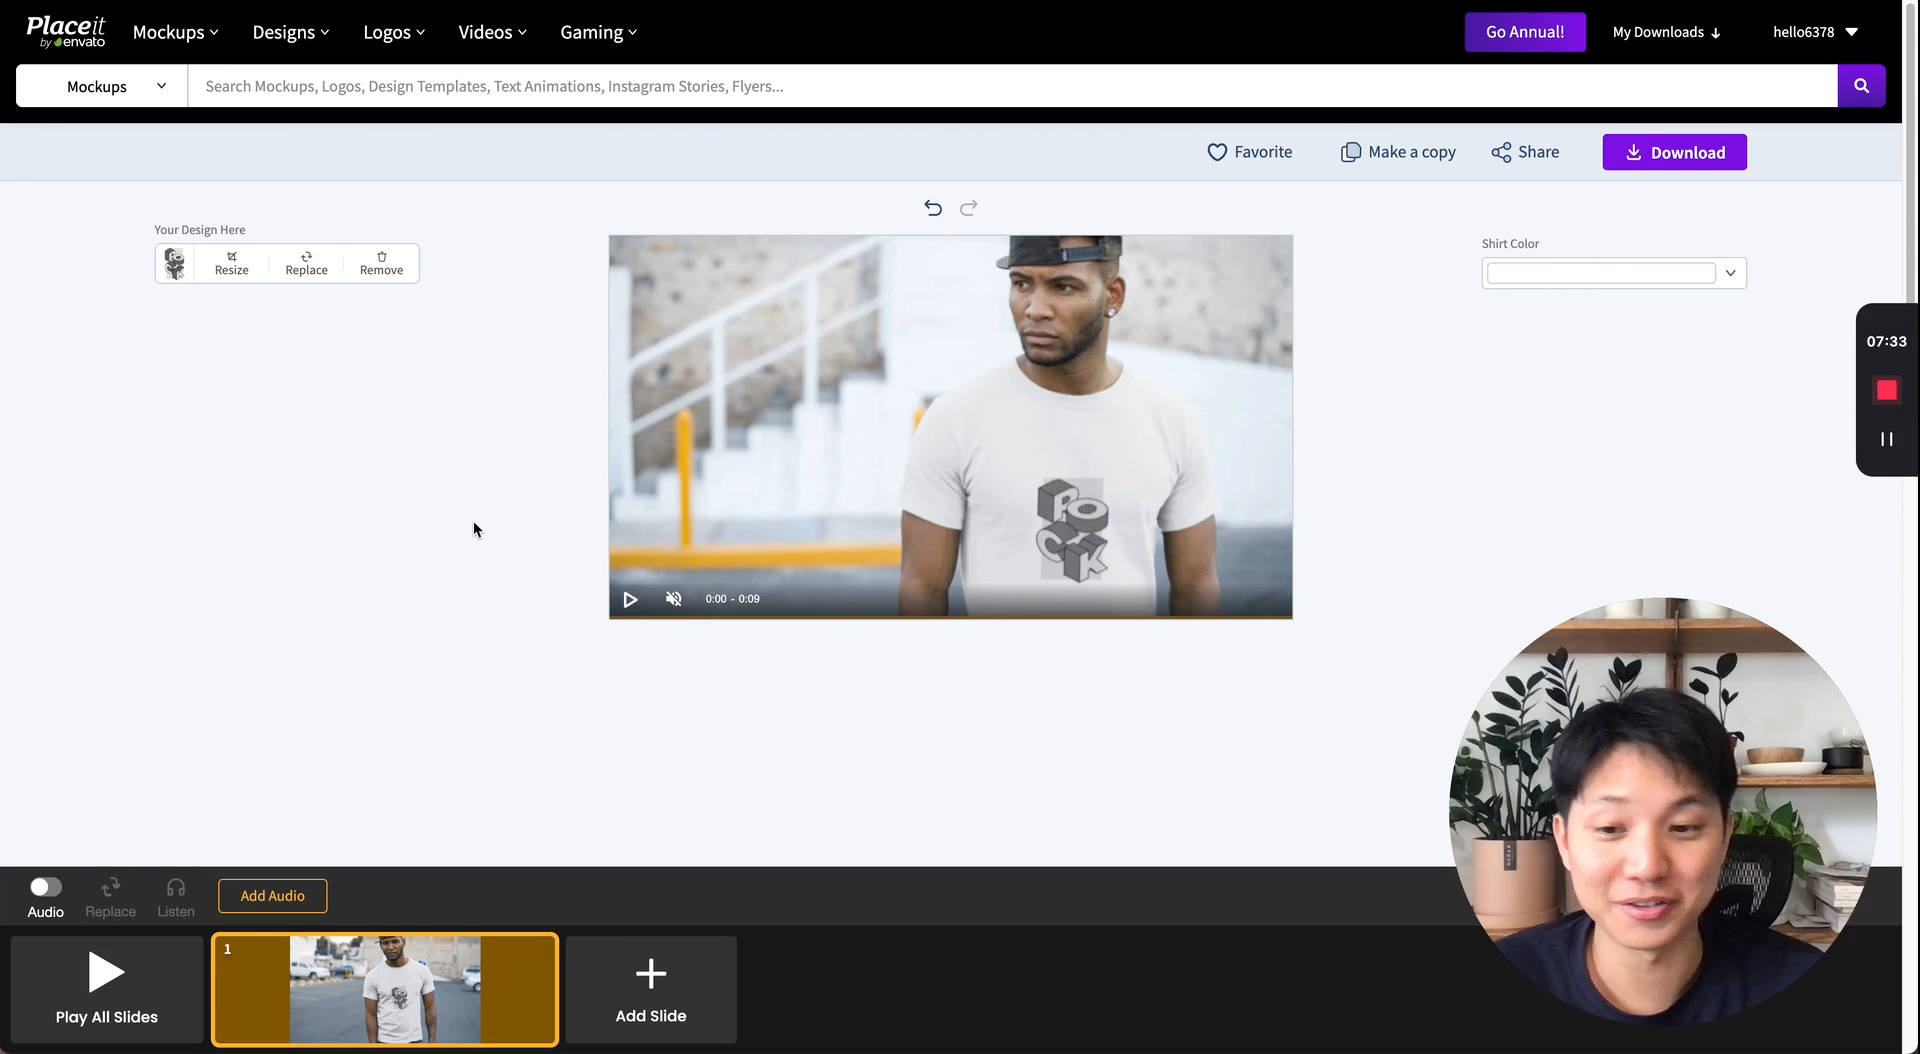 Placeit
by envato
Mockups
Designs
Logos
Videos
Gaming
Go Annual!
My Downloads
hello6378
Mockups
Search Mockups, Logos, Design Templates, Text Animations, Instagram Stories, Flyers...
Favorite
Make a copy
Share
Download
Your Design Here
Resize
Replace
Remove
Shirt Color
07:33
ROCK
0:00 - 0:09
Audio
Replace
Listen
Add Audio
Play All Slides
1
Add Slide